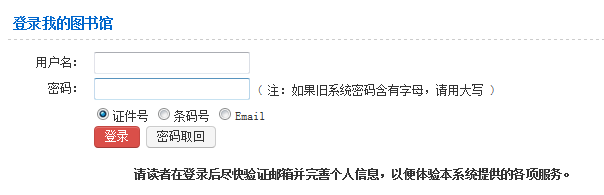 登录我的图书馆
用户名：
密码： （ 注：如果旧系统密码含有字母，请用大写 ）
证件号 条码号 Email
登录 密码取回
请读者在登录后尽快验证邮箱并完善个人信息，以便体验本系统提供的各项服务。